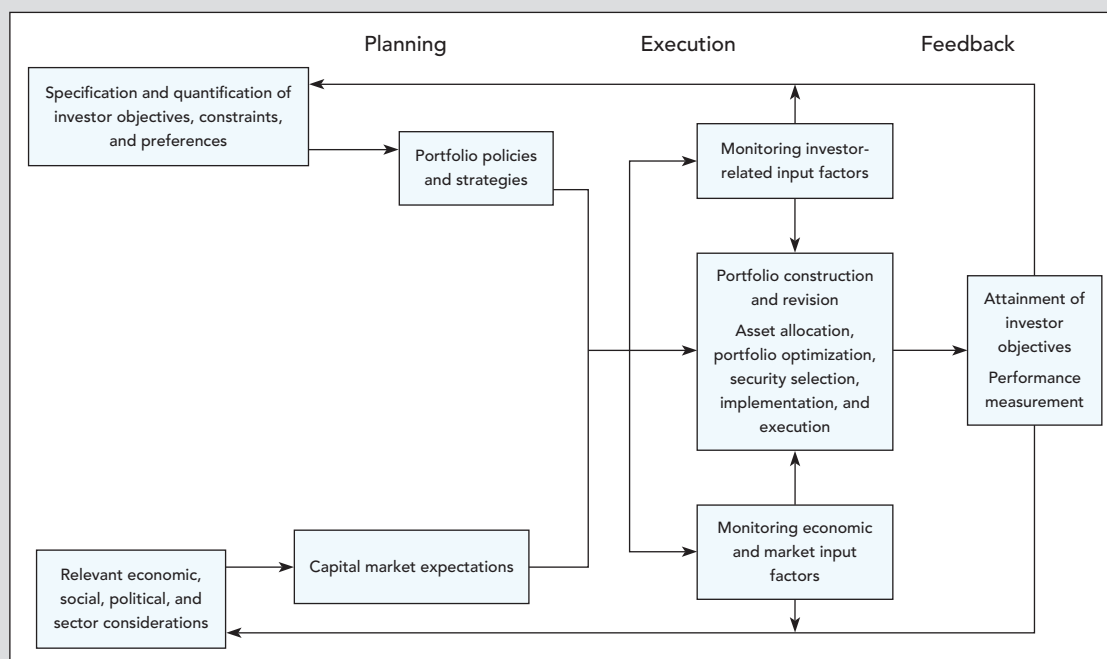 Planning
Execution
Feedback
Specification and quantification of
investor objectives, constraints,
and preferences
Portfolio policies
and strategies
Monitoring investor-
related input factors
Portfolio construction
and revision
Asset allocation,
portfolio optimization,
security selection,
implementation, and
execution
Attainment of
investor
objectives
Performance
measurement
Relevant economic,
social, political, and
sector considerations
Capital market expectations
Monitoring economic
and market input
factors